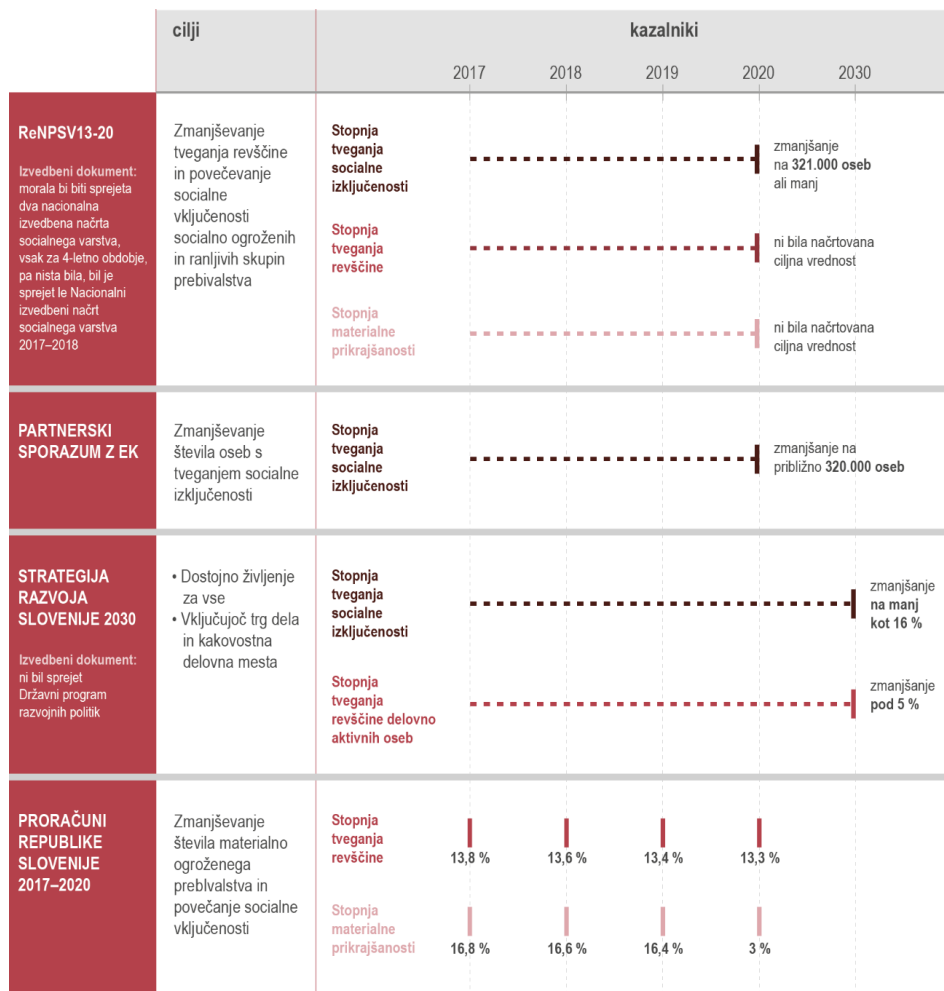 cilji
kazalniki
2017 2018 2019 2020 2030
ReNPSV13-20
Izvedbeni dokument:
morala bi biti sprejeta
dva nacionalna
izvedbena načrta
socialnega varstva,
vsak za 4-letno obdobje,
pa nista bila, bil je
sprejet le Nacionalni
izvedbeni načrt
socialnega varstva
2017–2018
Zmanjševanje
tveganja revščine
in povečevanje
socialne
vključenosti
socialno ogroženih
in ranljivih skupin
prebivalstva
Stopnja
tveganja
socialne
izključenosti
zmanjšanje
na 321.000 oseb
ali manj
Stopnja
tveganja
revščine
ni bila načrtovana
ciljna vrednost
Stopnja
materialne
prikrajšanosti
ni bila načrtovana
ciljna vrednost
PARTNERSKI
SPORAZUM Z EK
Zmanjševanje
števila oseb s
tveganjem socialne
izključenosti
Stopnja
tveganja
socialne
izključenosti
zmanjšanje na
približno 320.000 oseb
STRATEGIJA
RAZVOJA
SLOVENIJE 2030
Izvedbeni dokument:
ni bil sprejet
Državni program
razvojnih politik
• Dostojno življenje
za vse
• Vključujoč trg dela
in kakovostna
delovna mesta
Stopnja
tveganja
socialne
izključenosti
zmanjšanje
na manj
kot 16 %
Stopnja
tveganja
revščine delovno
aktivnih oseb
zmanjšanje
pod 5 %
PRORAČUNI
REPUBLIKE
SLOVENIJE
2017–2020
Zmanjševanje
števila materialno
ogroženega
prebIvalstva in
povečanje socialne
vključenosti
Stopnja
tveganja
revščine
13,8 % 13,6 % 13,4 % 13,3 %
Stopnja
materialne
prikrajšanosti
16,8 % 16,6 % 16,4 % 3 %